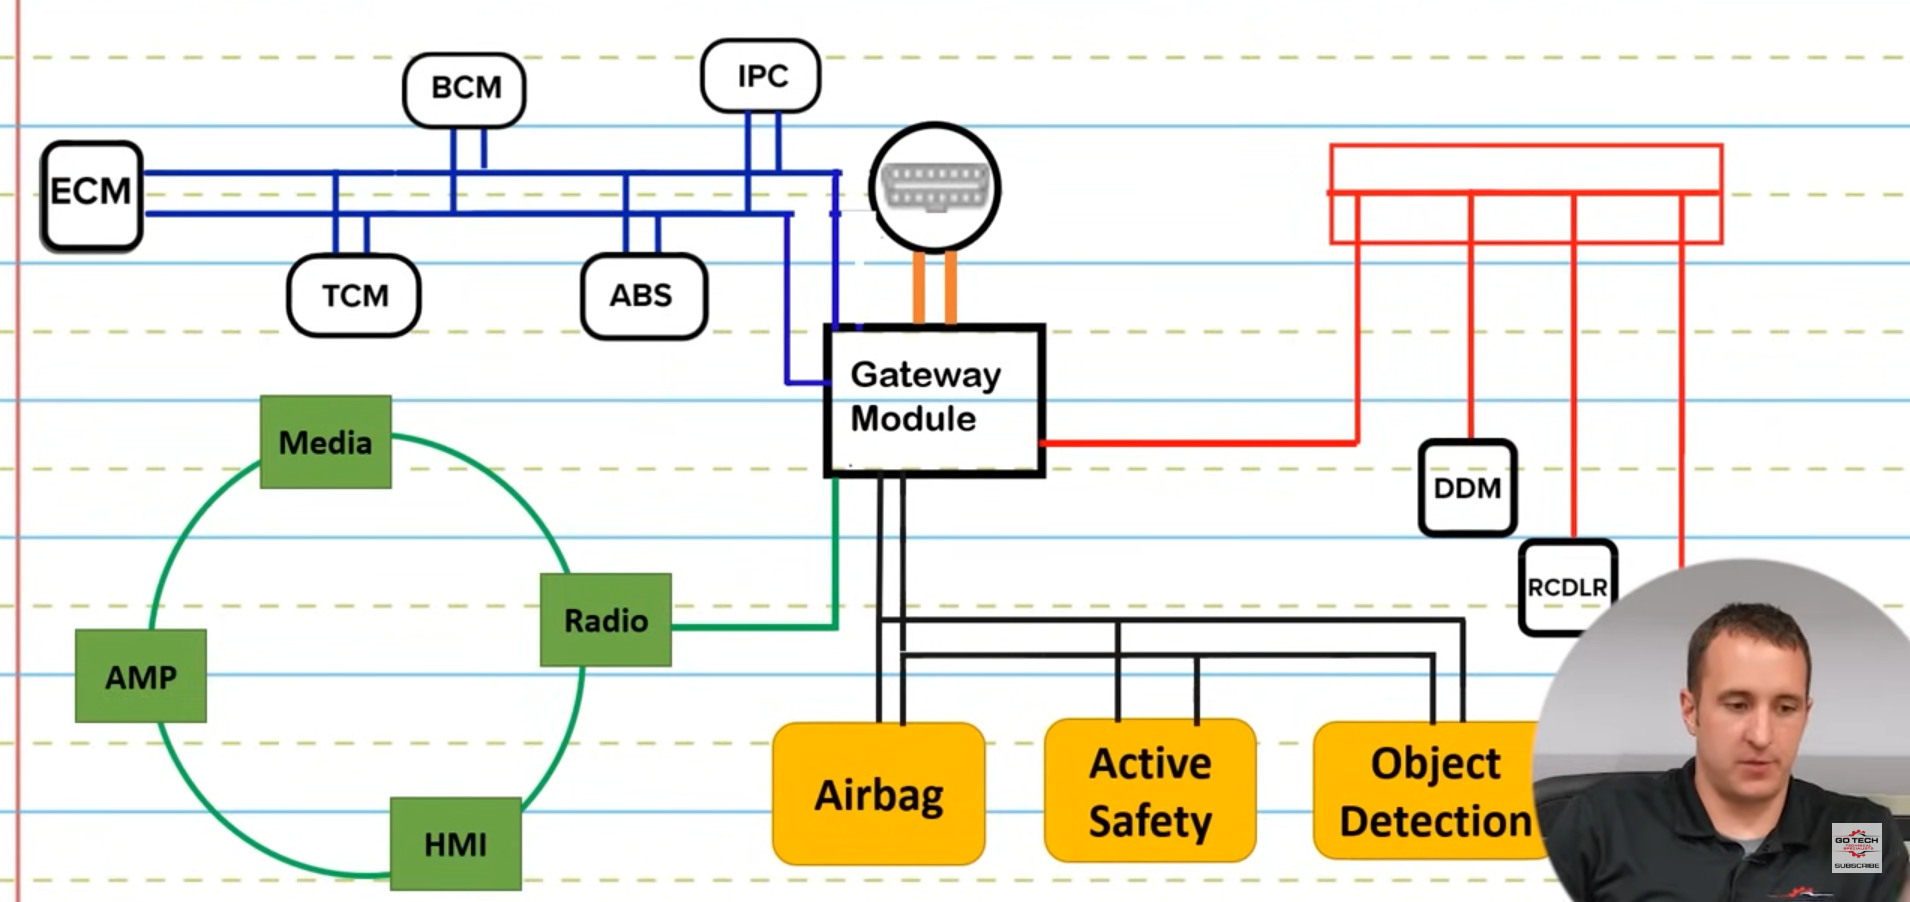 BCM
IPC
ECM
TCM
ABS
Gateway
Module
Media
DDM
Radio
RCDLR
AMP
Airbag
Active
Safety
Object
Detection
HMI
GO TECH
SUBSCRIBE